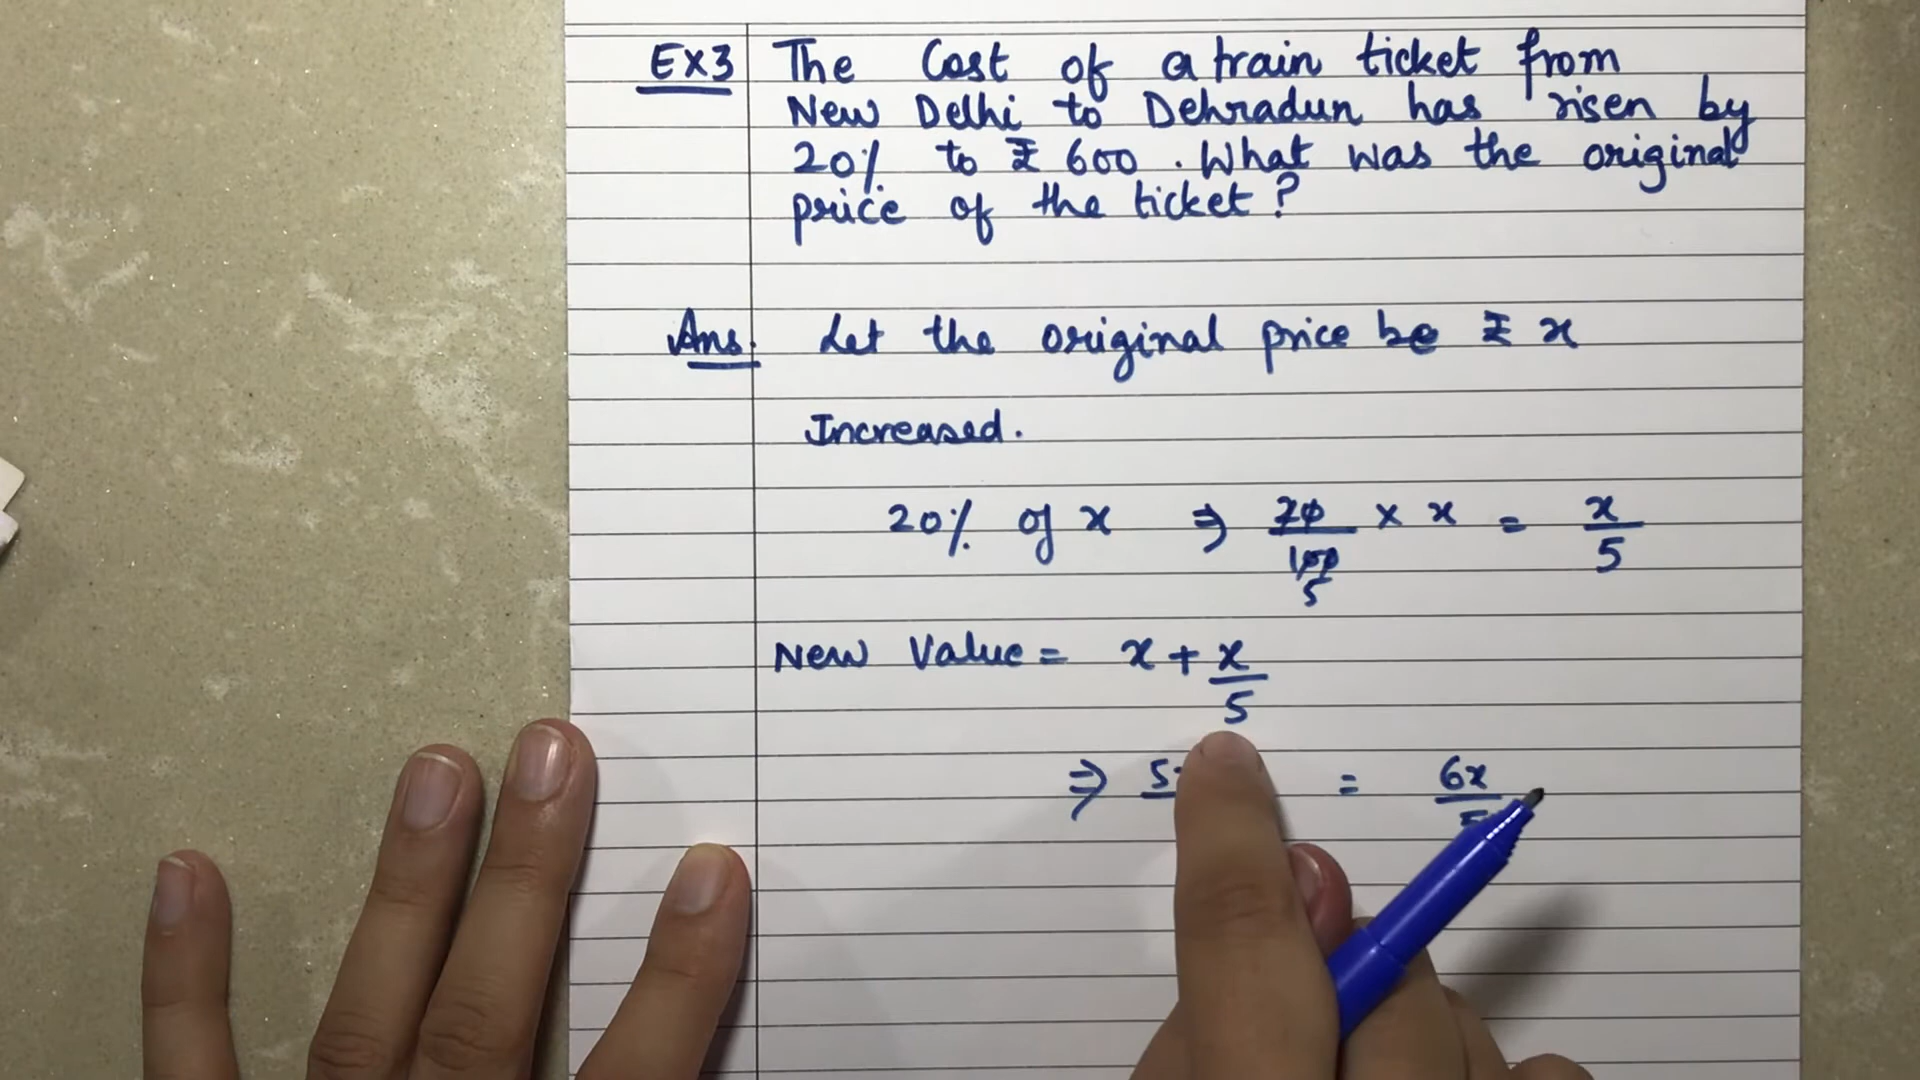 Ex3 The Cost of a train ticket from
New Delhi to Dehradun has risen by
20% to ₹ 600. What was the original
price of the ticket?
Ans. Let the original price be ₹ x
Increased.
20% of x ⇒ 20/100 × x = x/5
5
New Value = x + x/5
⇒ 5 = 6x/5